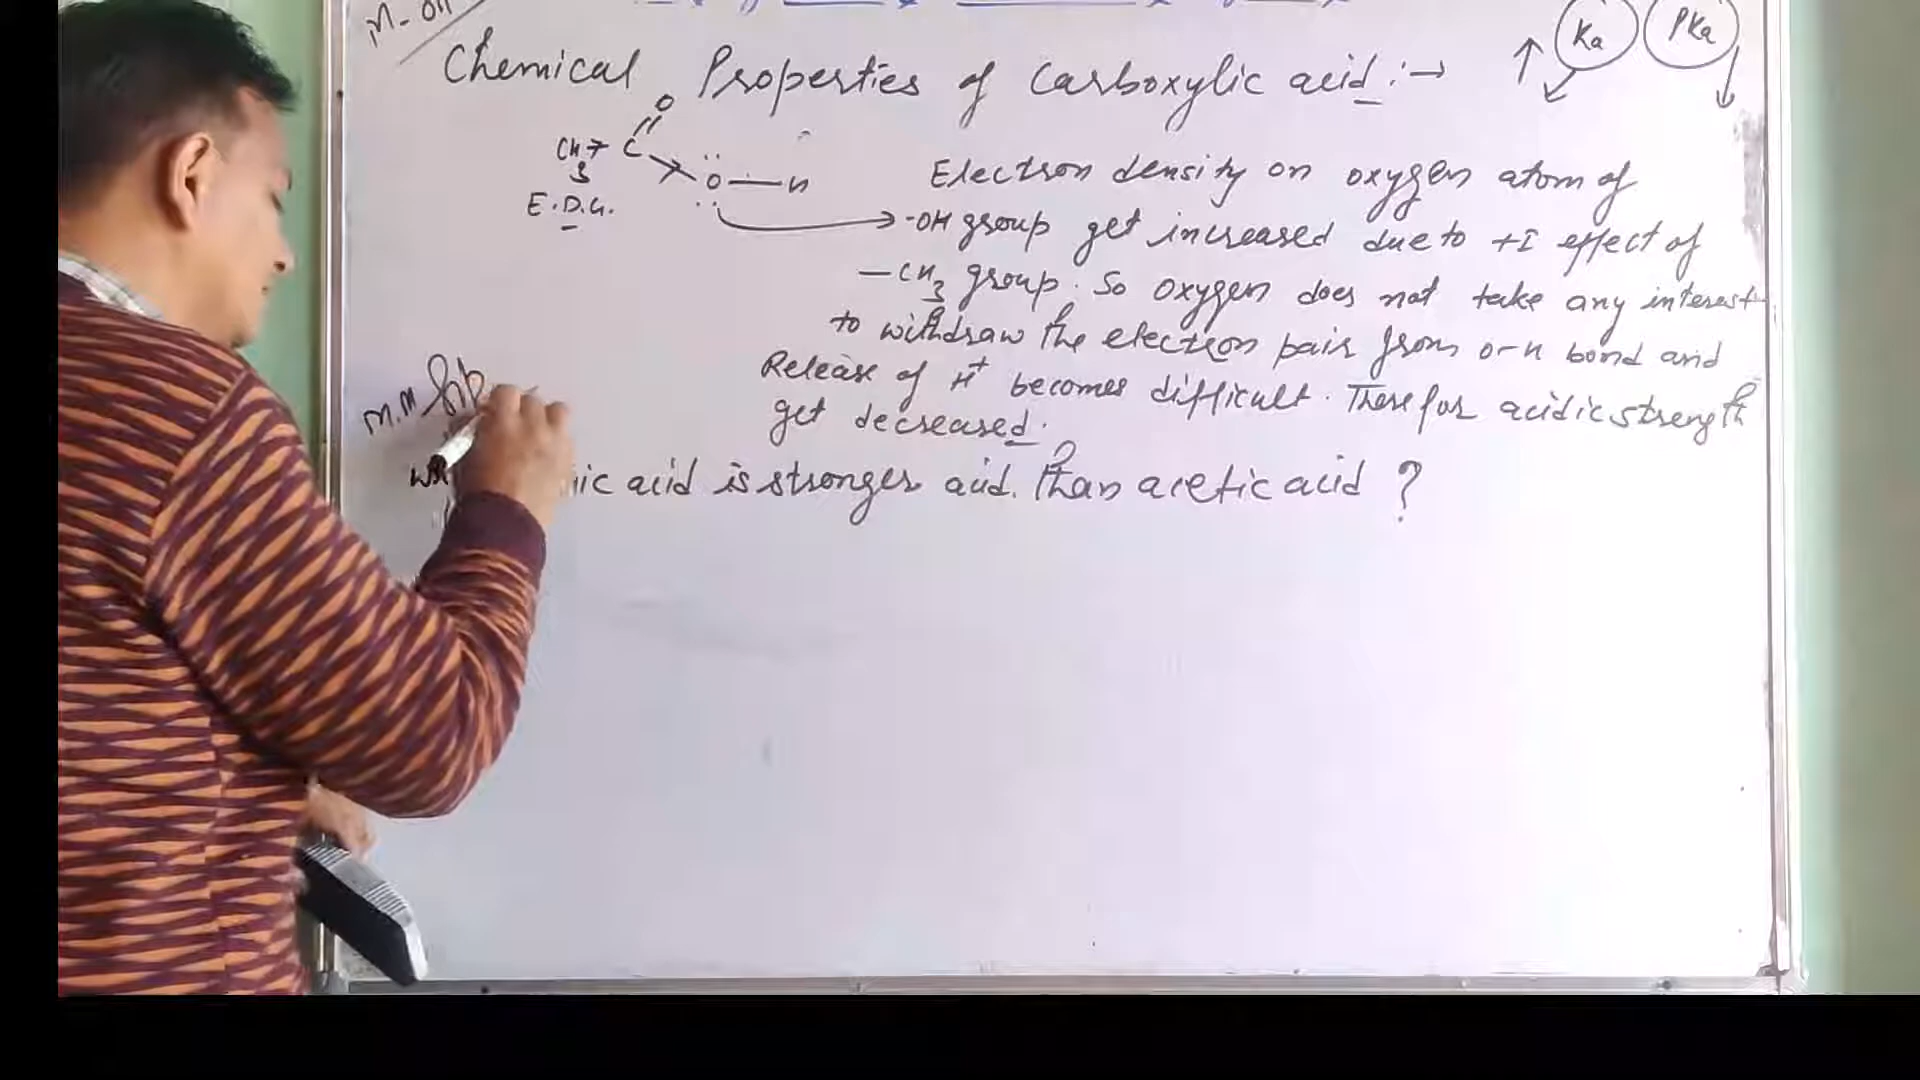 Chemical Properties of Carboxylic acid :→
Ka PKa
O
CH3 C
O — H
E.D.G.
Electron density on oxygen atom of
-OH group get increased due to +I effect of
—CH3 group. So oxygen does not take any interest
to withdraw the electron pair from O-H bond and
Release of H+ becomes difficult. There for acidic strength
get decreased.
ic acid is stronger acid. Than acetic acid ?